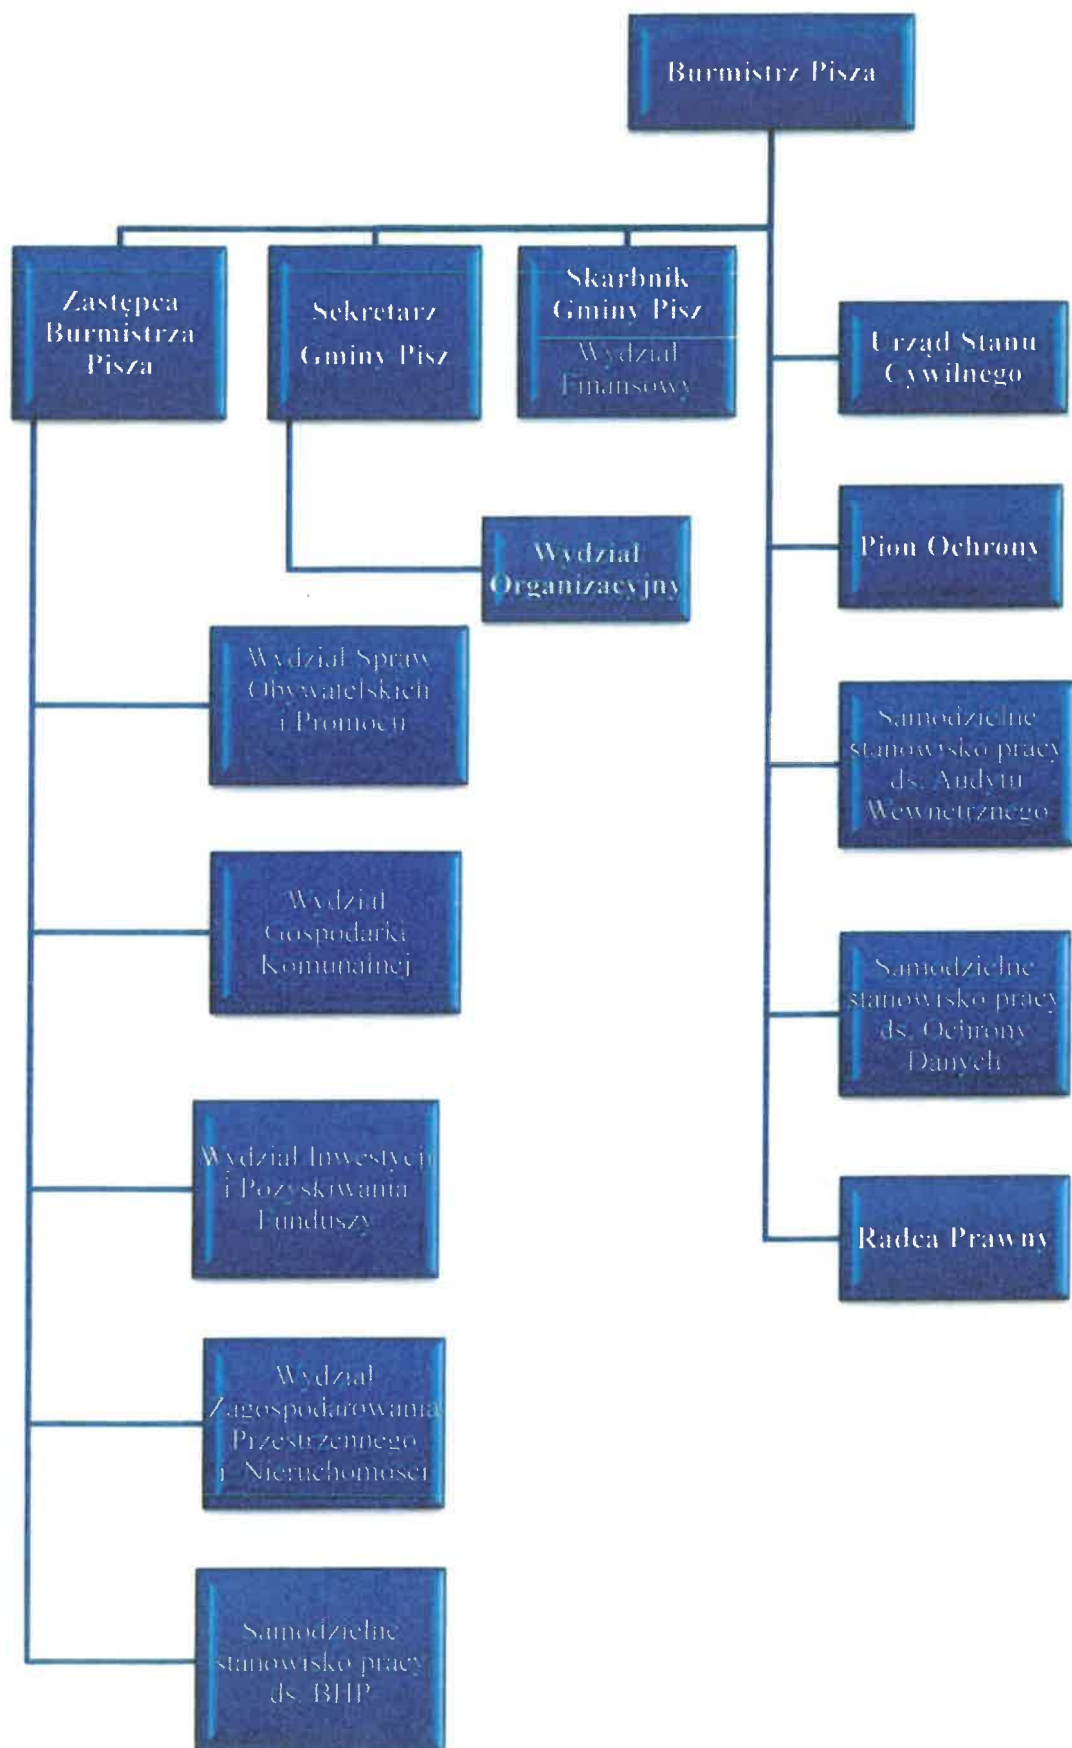 Burmistrz Pisza
Zastępca
Burmistrza
Pisza
Sekretarz
Gminy Pisz
Skarbnik
Gminy Pisz
Wydział
Finansowy
Urząd Stanu
Cywilnego
Wydział
Organizacyjny
Pion Ochrony
Wydział Spraw
Obywatelskich
i Promocji
Samodzielne
stanowisko pracy
ds. Audytu
Wewnętrznego
Wydział
Gospodarki
Komunalnej
Samodzielne
stanowisko pracy
ds. Ochrony
Danych
Wydział Inwestycji
i Pozyskiwania
Funduszy
Radca Prawny
Wydział
Zagospodarowania
Przestrzennego
i Nieruchomości
Samodzielne
stanowisko pracy
ds. BHP